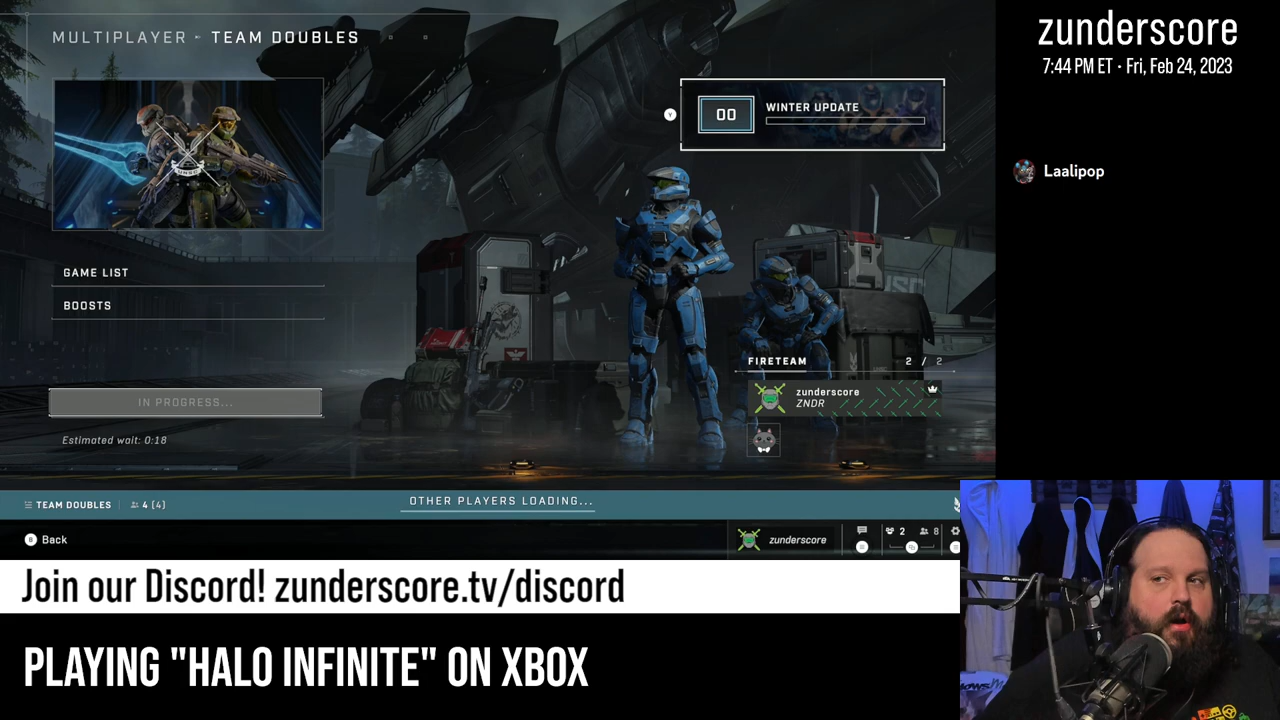 MULTIPLAYER TEAM DOUBLES
zunderscore
7:44 PM ET · Fri, Feb 24, 2023
Y
00
WINTER UPDATE
Laalipop
UNSC
GAME LIST
BOOSTS
FIRETEAM
2 / 2
zunderscore
ZNDR
IN PROGRESS...
Estimated wait: 0:18
TEAM DOUBLES
4 (4)
OTHER PLAYERS LOADING...
B Back
zunderscore
2
8
Join our Discord! zunderscore.tv/discord
PLAYING "HALO INFINITE" ON XBOX